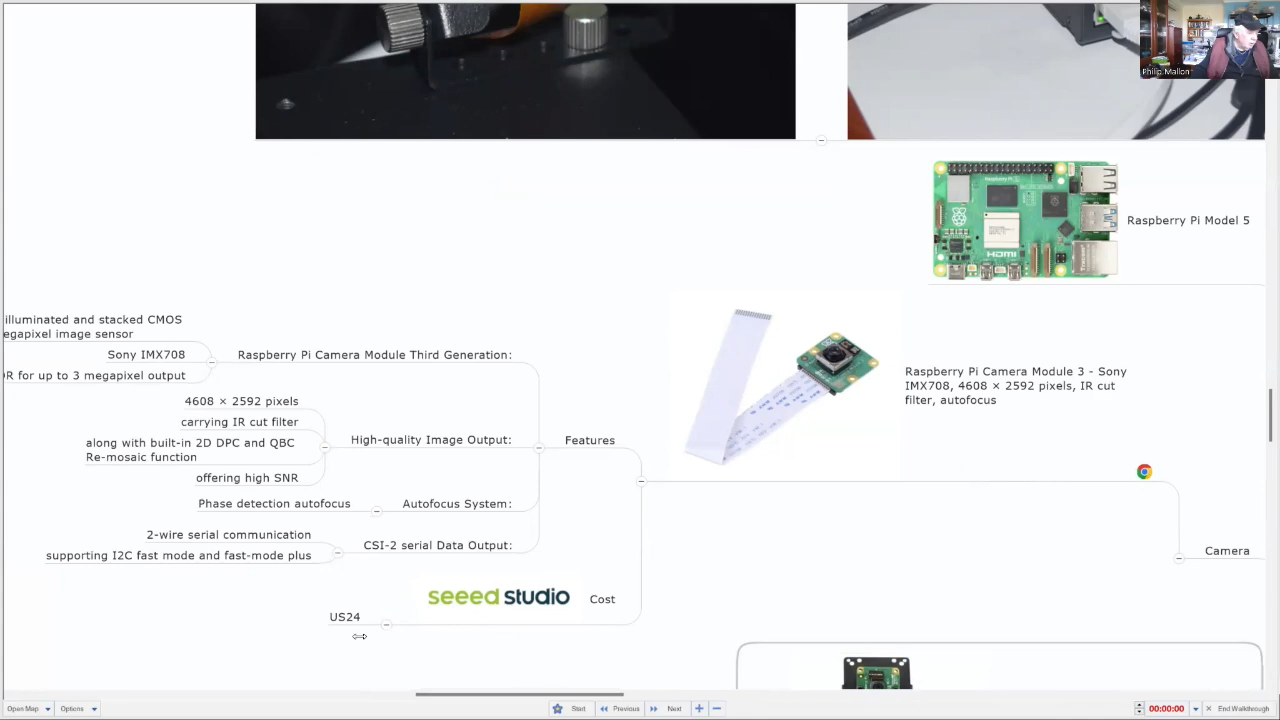 Philip Mallon
Raspberry Pi Model 5
HDMI
illuminated and stacked CMOS
egapixel image sensor
Sony IMX708
R for up to 3 megapixel output
Raspberry Pi Camera Module Third Generation:
4608 × 2592 pixels
carrying IR cut filter
along with built-in 2D DPC and QBC
Re-mosaic function
offering high SNR
High-quality Image Output:
Phase detection autofocus
Autofocus System:
2-wire serial communication
supporting I2C fast mode and fast-mode plus
CSI-2 serial Data Output:
Features
Raspberry Pi Camera Module 3 - Sony
IMX708, 4608 × 2592 pixels, IR cut
filter, autofocus
Camera
seeed studio
Cost
US24
Open Map
Options
Start
Previous
Next
00:00:00
End Walkthrough